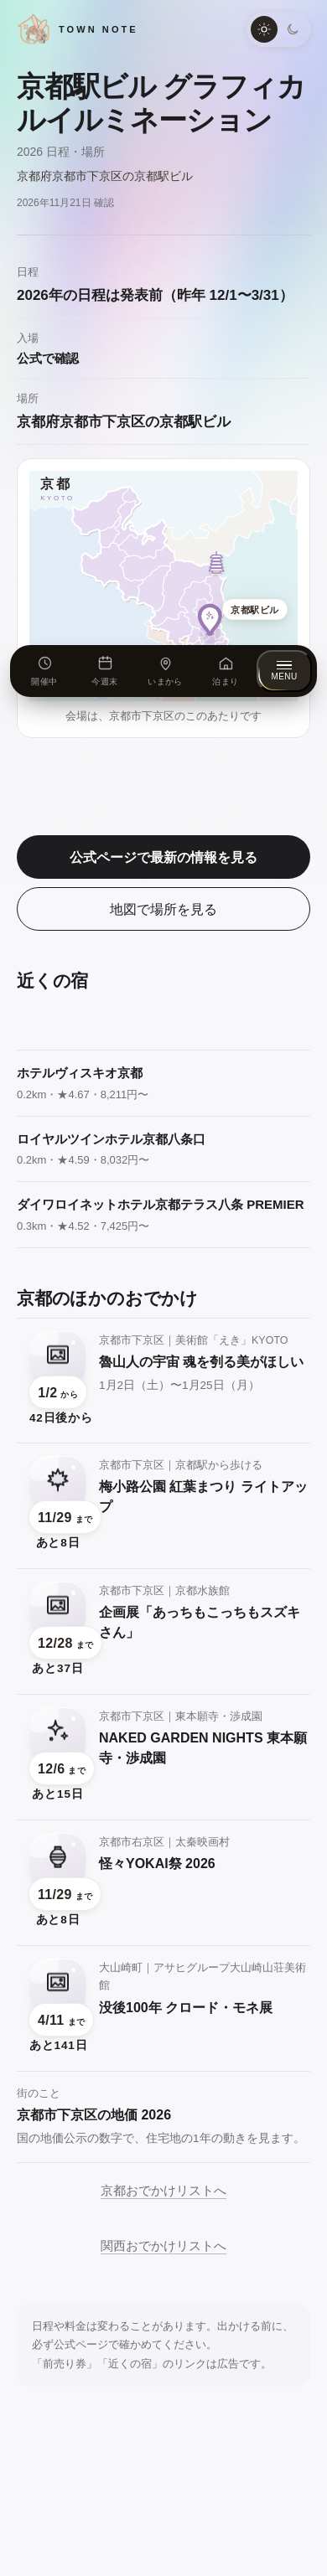 TOWN NOTE
京都駅ビル グラフィカ
ルイルミネーション
2026 日程・場所
京都府京都市下京区の京都駅ビル
2026年11月21日 確認
日程
2026年の日程は発表前（昨年 12/1〜3/31）
入場
公式で確認
場所
京都府京都市下京区の京都駅ビル
京都
KYOTO
京都駅ビル
開催中
今週末
いまから
泊まり
MENU
会場は、京都市下京区のこのあたりです
公式ページで最新の情報を見る
地図で場所を見る
近くの宿
ホテルヴィスキオ京都
0.2km・★4.67・8,211円〜
ロイヤルツインホテル京都八条口
0.2km・★4.59・8,032円〜
ダイワロイネットホテル京都テラス八条 PREMIER
0.3km・★4.52・7,425円〜
京都のほかのおでかけ
京都市下京区｜美術館「えき」KYOTO
魯山人の宇宙 魂を刳る美がほしい
1月2日（土）〜1月25日（月）
1/2 から
42日後から
京都市下京区｜京都駅から歩ける
梅小路公園 紅葉まつり ライトアッ
プ
11/29 まで
あと8日
京都市下京区｜京都水族館
企画展「あっちもこっちもスズキ
さん」
12/28 まで
あと37日
京都市下京区｜東本願寺・渉成園
NAKED GARDEN NIGHTS 東本願
寺・渉成園
12/6 まで
あと15日
京都市右京区｜太秦映画村
怪々YOKAI祭 2026
11/29 まで
あと8日
大山崎町｜アサヒグループ大山崎山荘美術
館
没後100年 クロード・モネ展
4/11 まで
あと141日
街のこと
京都市下京区の地価 2026
国の地価公示の数字で、住宅地の1年の動きを見ます。
京都おでかけリストへ
関西おでかけリストへ
日程や料金は変わることがあります。出かける前に、
必ず公式ページで確かめてください。
「前売り券」「近くの宿」のリンクは広告です。